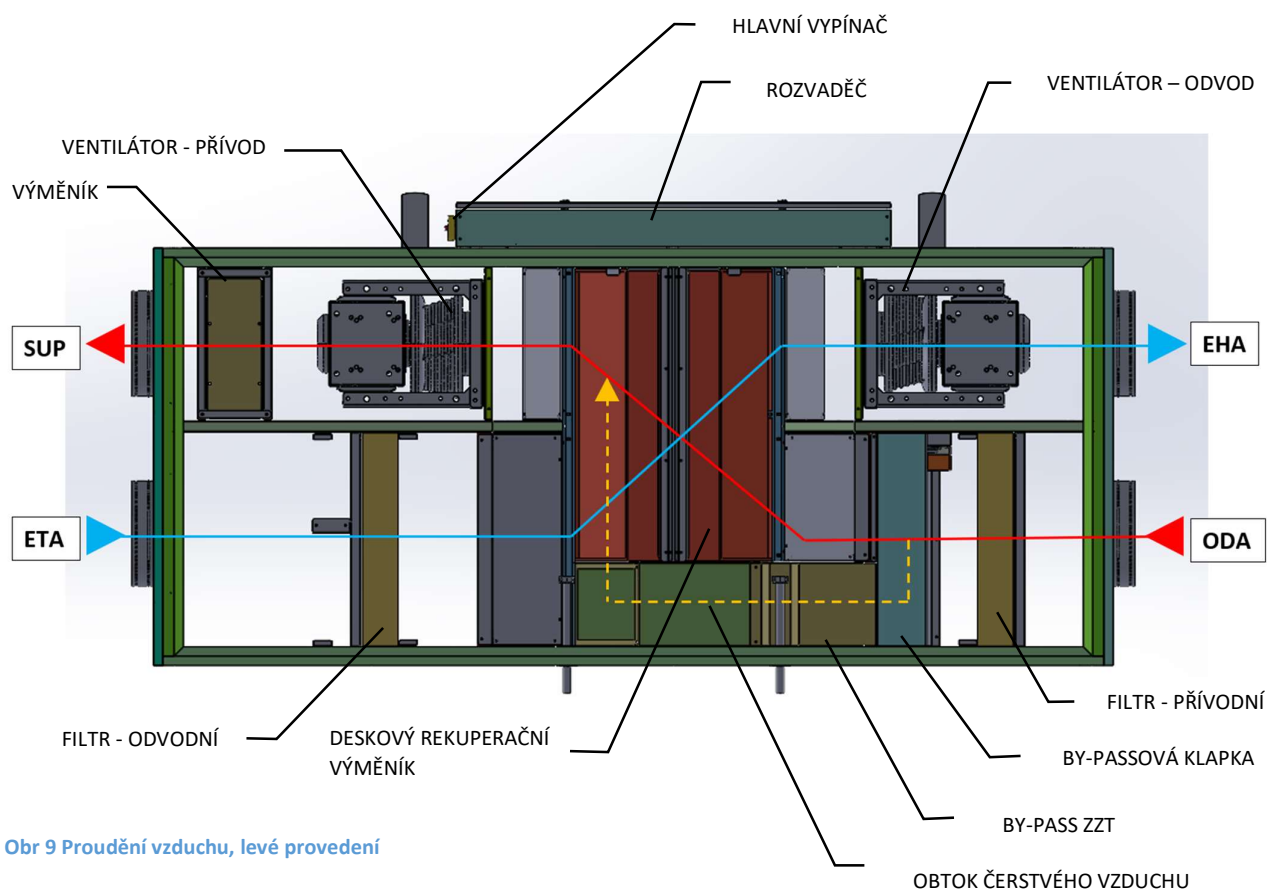 HLAVNÍ VYPÍNAČ
ROZVADĚČ
VENTILÁTOR – ODVOD
VENTILÁTOR - PŘÍVOD
VÝMĚNÍK
SUP
EHA
ETA
ODA
FILTR - PŘÍVODNÍ
FILTR - ODVODNÍ
DESKOVÝ REKUPERAČNÍ
VÝMĚNÍK
BY-PASSOVÁ KLAPKA
BY-PASS ZZT
Obr 9 Proudění vzduchu, levé provedení
OBTOK ČERSTVÉHO VZDUCHU